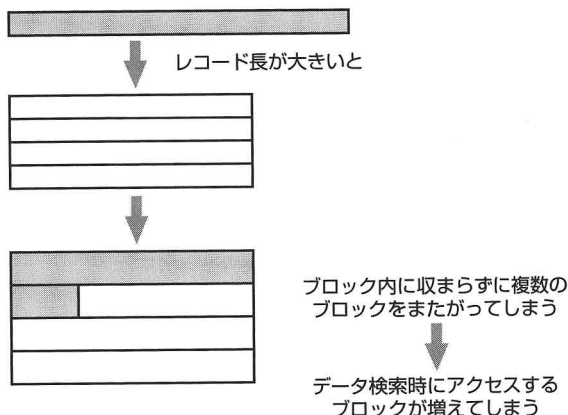 レコード長が大きいと
ブロック内に収まらずに複数の
ブロックをまたがってしまう
データ検索時にアクセスする
ブロックが増えてしまう